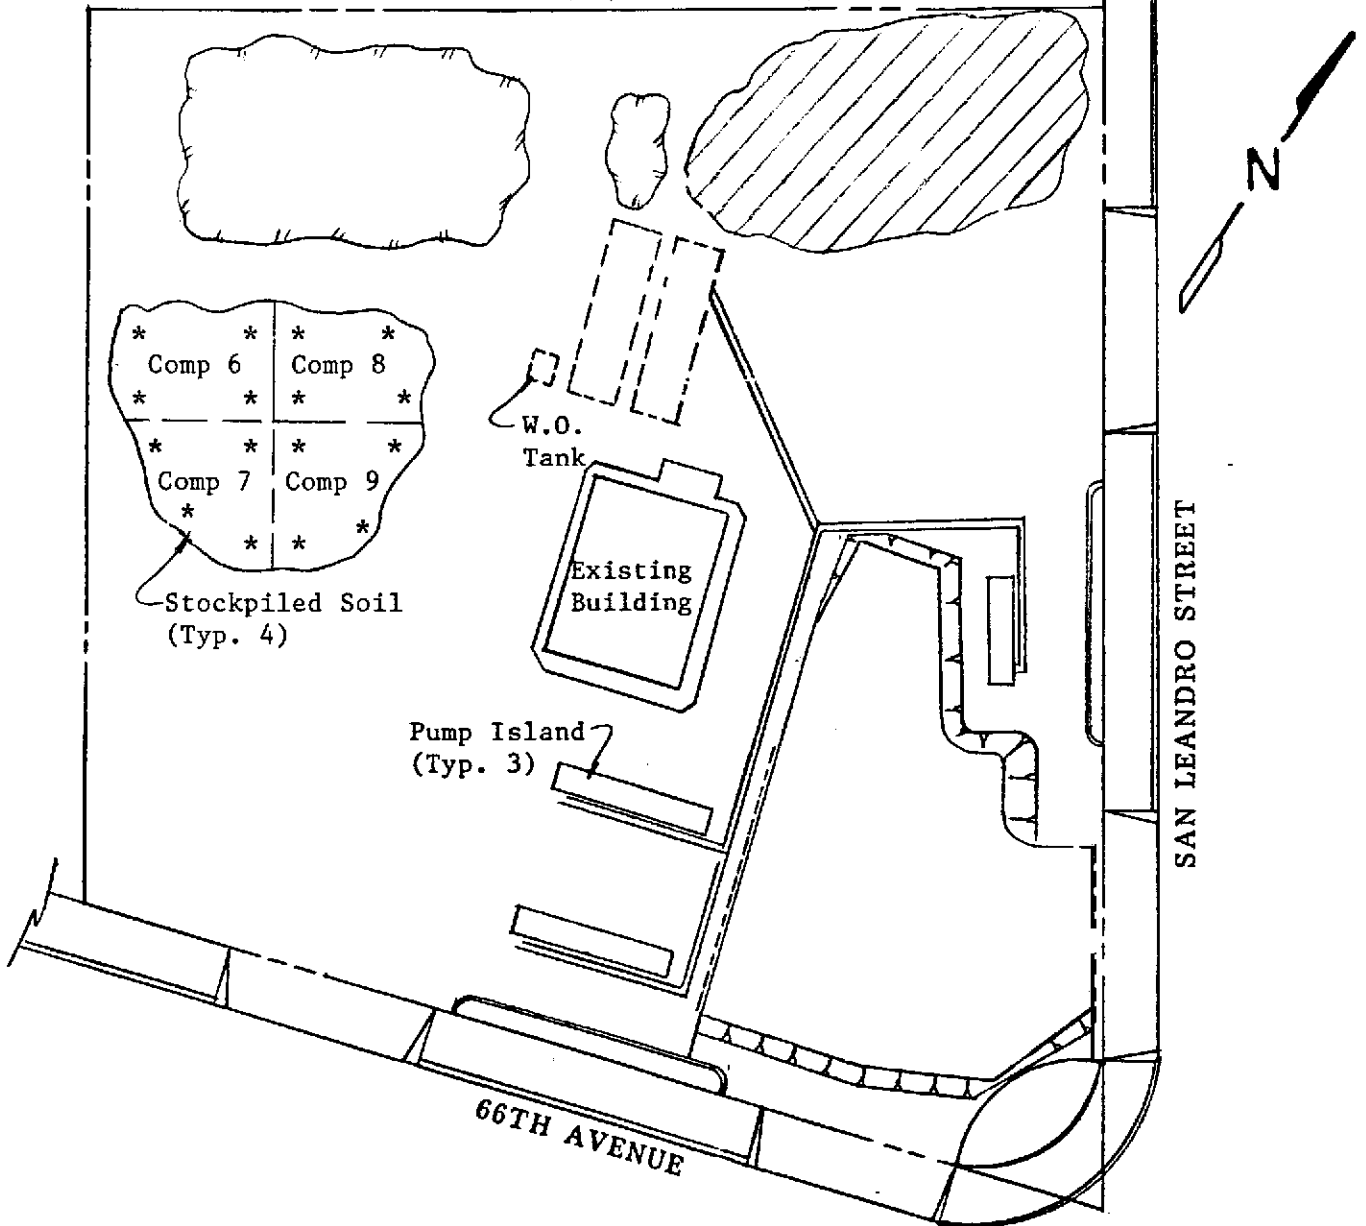 N
* * * *
Comp 6 Comp 8
* * * *
* * * *
Comp 7 Comp 9
* *
* *
W.O.
Tank
Existing
Building
Stockpiled Soil
(Typ. 4)
Pump Island
(Typ. 3)
SAN LEANDRO STREET
66TH AVENUE